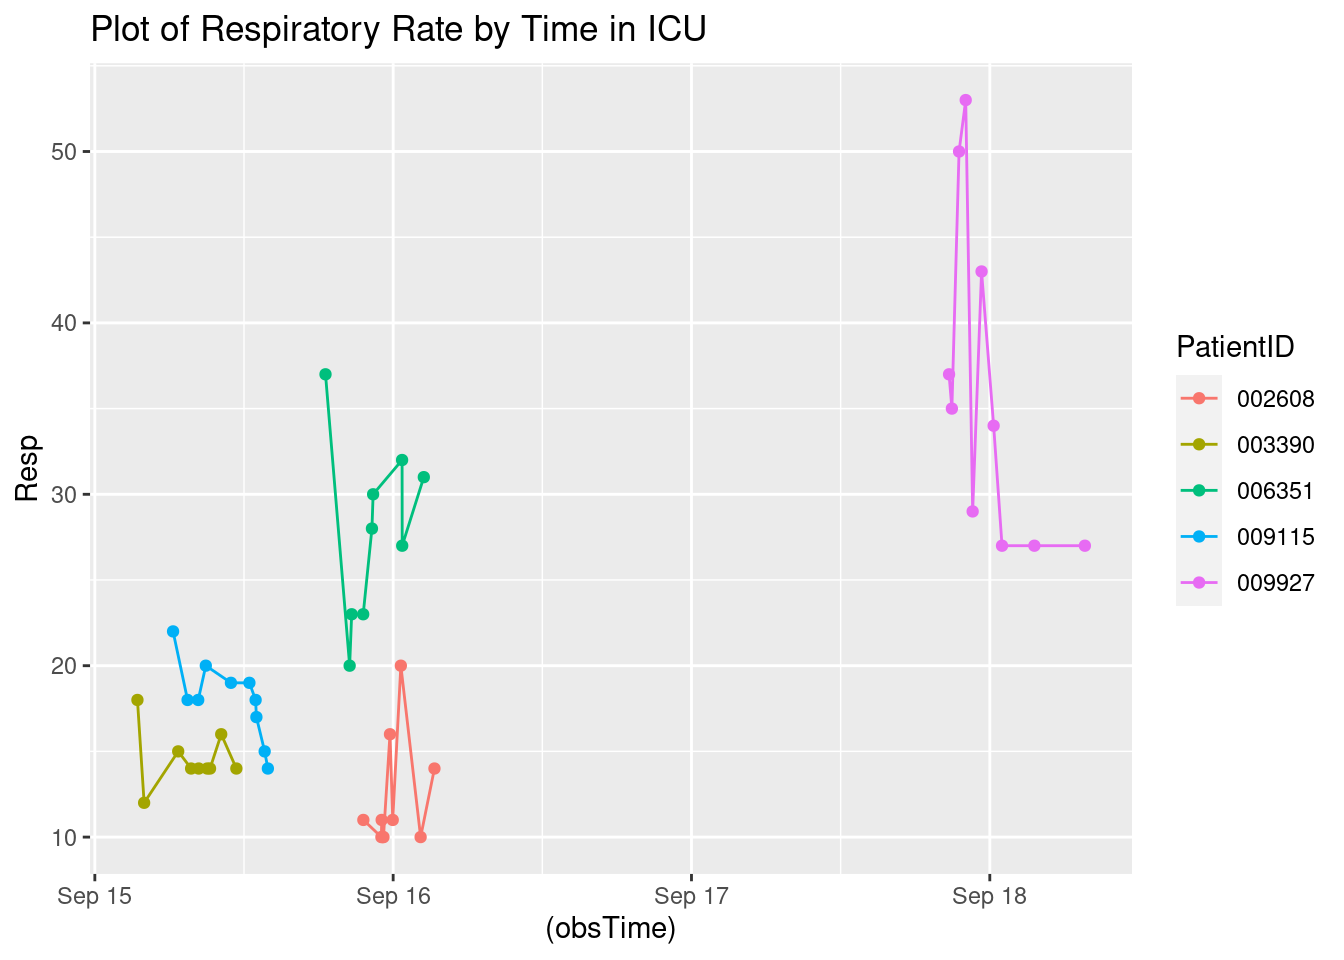 Plot of Respiratory Rate by Time in ICU
50
40
30
20
10
Resp
Sep 15
Sep 16
Sep 17
Sep 18
(obsTime)
PatientID
002608
003390
006351
009115
009927